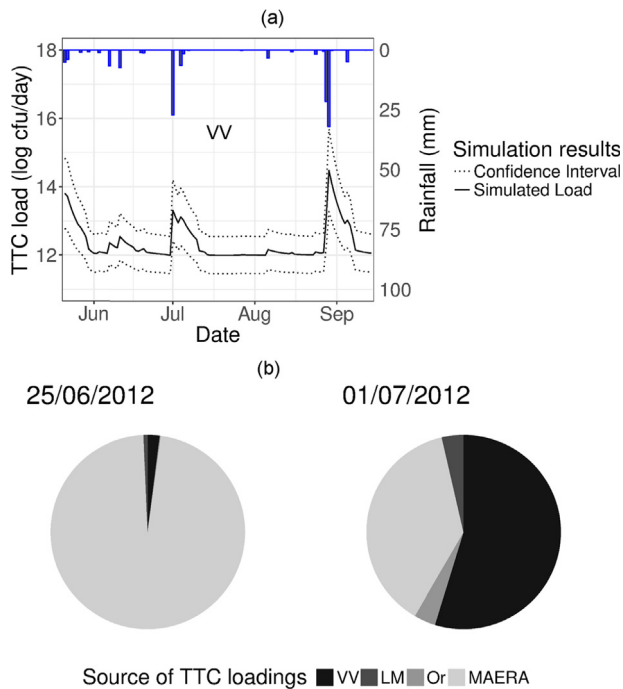 (a)
18
16
14
12
TTC load (log cfu/day)
0
25
50
75
100
Rainfall (mm)
VV
Jun
Jul
Aug
Sep
Date
Simulation results
Confidence Interval
Simulated Load
(b)
25/06/2012
01/07/2012
Source of TTC loadings VV LM Or MAERA